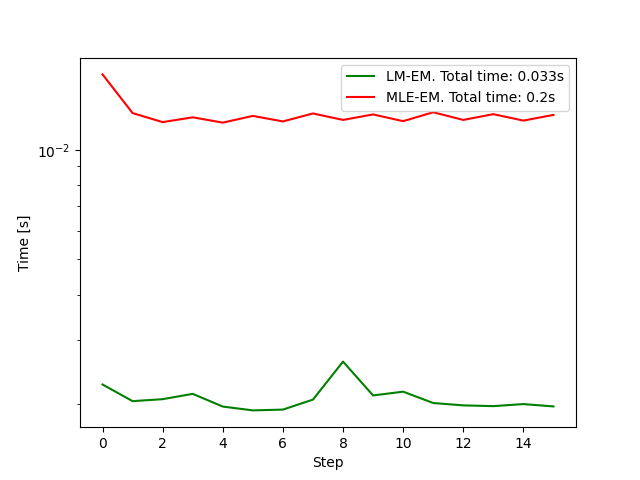 LM-EM. Total time: 0.033s
MLE-EM. Total time: 0.2s
10⁻²
Time [s]
0 2 4 6 8 10 12 14
Step